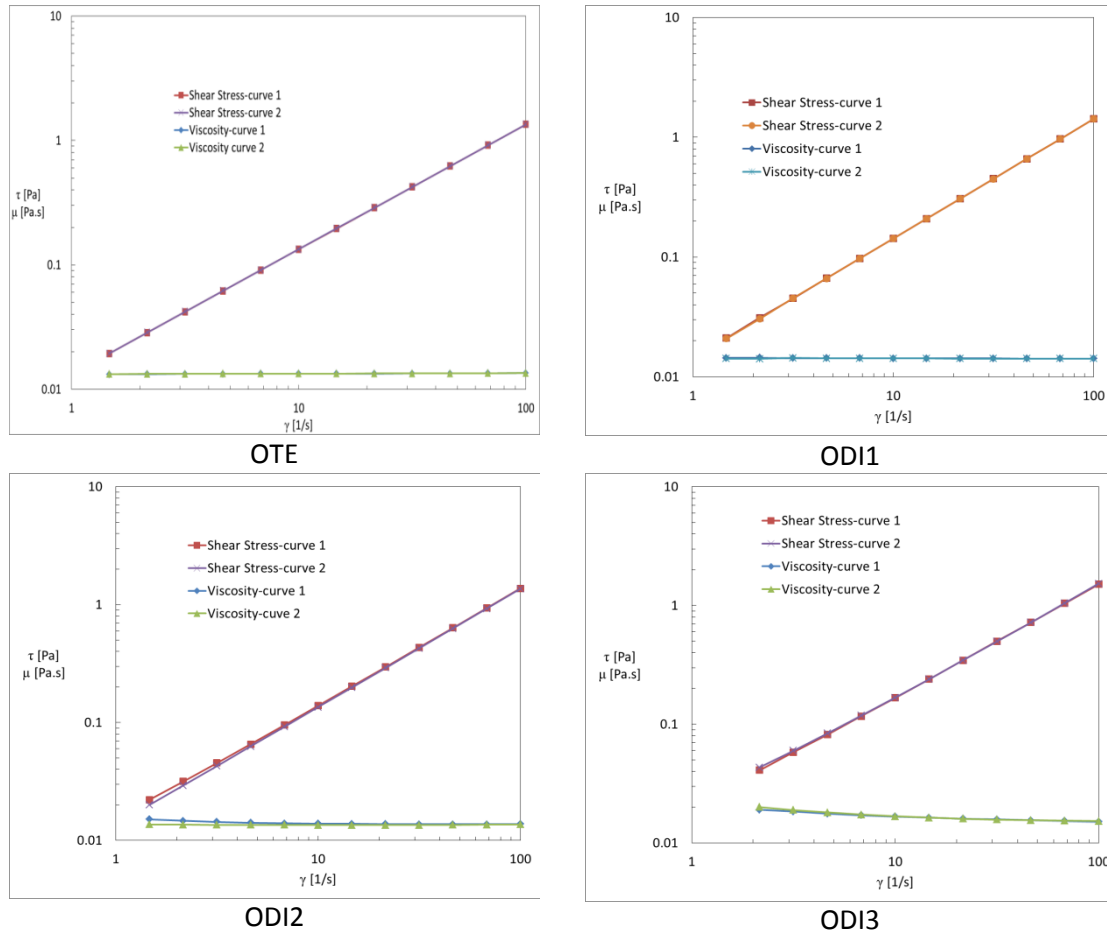 10
Shear Stress-curve 1
Shear Stress-curve 2
Viscosity-curve 1
Viscosity curve 2
1
τ [Pa]
μ [Pa.s]
0.1
0.01
1
10
100
γ [1/s]
OTE
10
Shear Stress-curve 1
Shear Stress-curve 2
Viscosity-curve 1
Viscosity-curve 2
1
τ [Pa]
μ [Pa.s]
0.1
0.01
1
10
100
γ [1/s]
ODI1
10
Shear Stress-curve 1
Shear Stress-curve 2
Viscosity-curve 1
Viscosity-cuve 2
1
τ [Pa]
μ [Pa.s]
0.1
0.01
1
10
100
γ [1/s]
ODI2
10
Shear Stress-curve 1
Shear Stress-curve 2
Viscosity-curve 1
Viscosity-curve 2
1
τ [Pa]
μ [Pa.s]
0.1
0.01
1
10
100
γ [1/s]
ODI3